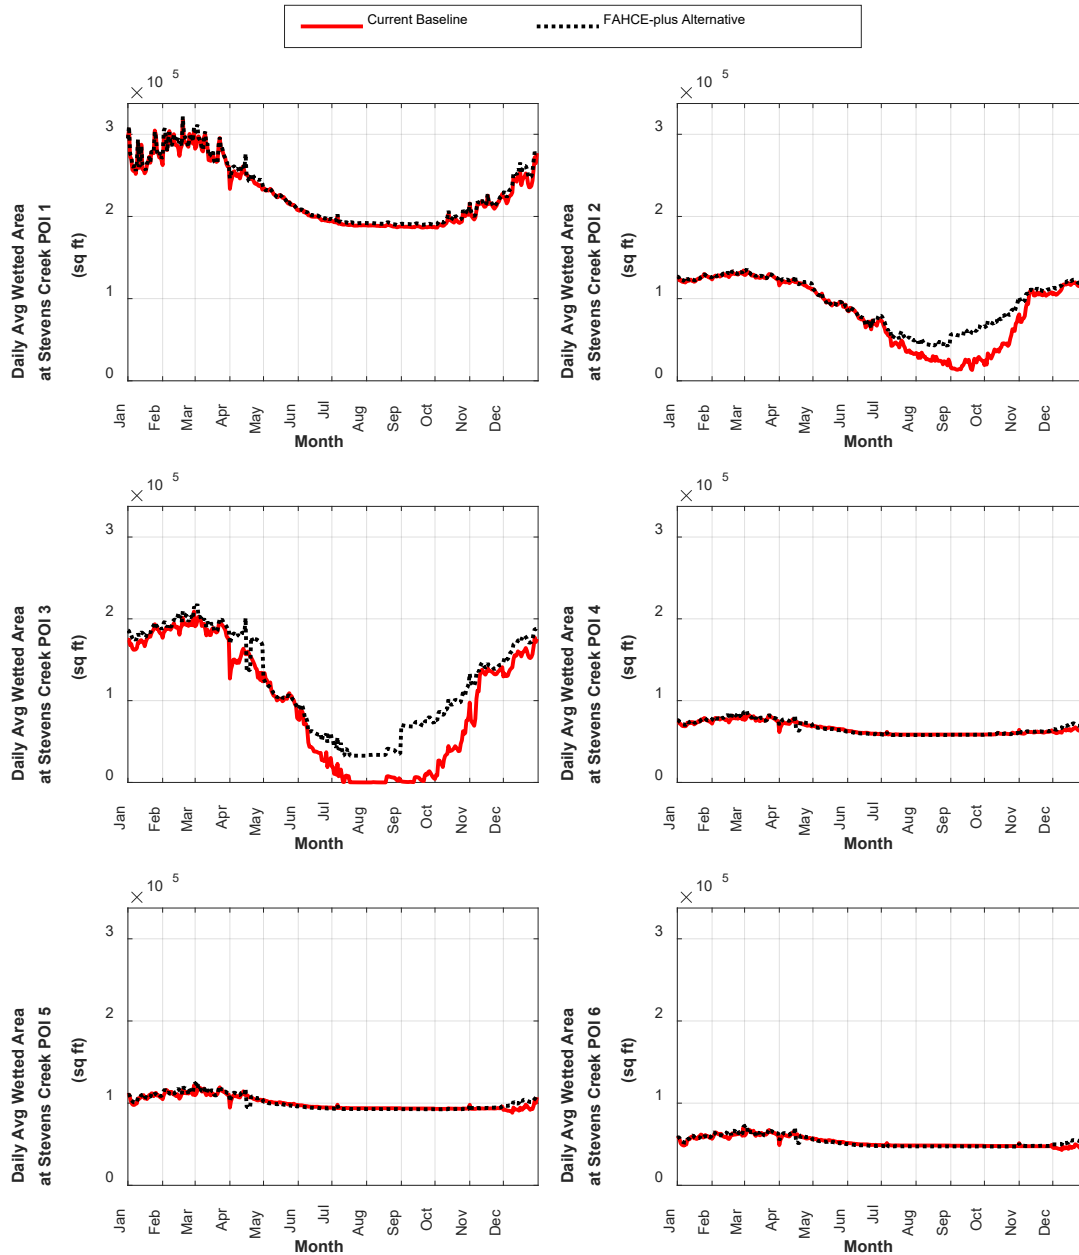 Current Baseline
FAHCE-plus Alternative
× 10 5
3
2
1
0
Daily Avg Wetted Area
at Stevens Creek POI 1
(sq ft)
Jan
Feb
Mar
Apr
May
Jun
Jul
Aug
Sep
Oct
Nov
Dec
Month
× 10 5
3
2
1
0
Daily Avg Wetted Area
at Stevens Creek POI 2
(sq ft)
Jan
Feb
Mar
Apr
May
Jun
Jul
Aug
Sep
Oct
Nov
Dec
Month
× 10 5
3
2
1
0
Daily Avg Wetted Area
at Stevens Creek POI 3
(sq ft)
Jan
Feb
Mar
Apr
May
Jun
Jul
Aug
Sep
Oct
Nov
Dec
Month
× 10 5
3
2
1
0
Daily Avg Wetted Area
at Stevens Creek POI 4
(sq ft)
Jan
Feb
Mar
Apr
May
Jun
Jul
Aug
Sep
Oct
Nov
Dec
Month
× 10 5
3
2
1
0
Daily Avg Wetted Area
at Stevens Creek POI 5
(sq ft)
Jan
Feb
Mar
Apr
May
Jun
Jul
Aug
Sep
Oct
Nov
Dec
Month
× 10 5
3
2
1
0
Daily Avg Wetted Area
at Stevens Creek POI 6
(sq ft)
Jan
Feb
Mar
Apr
May
Jun
Jul
Aug
Sep
Oct
Nov
Dec
Month